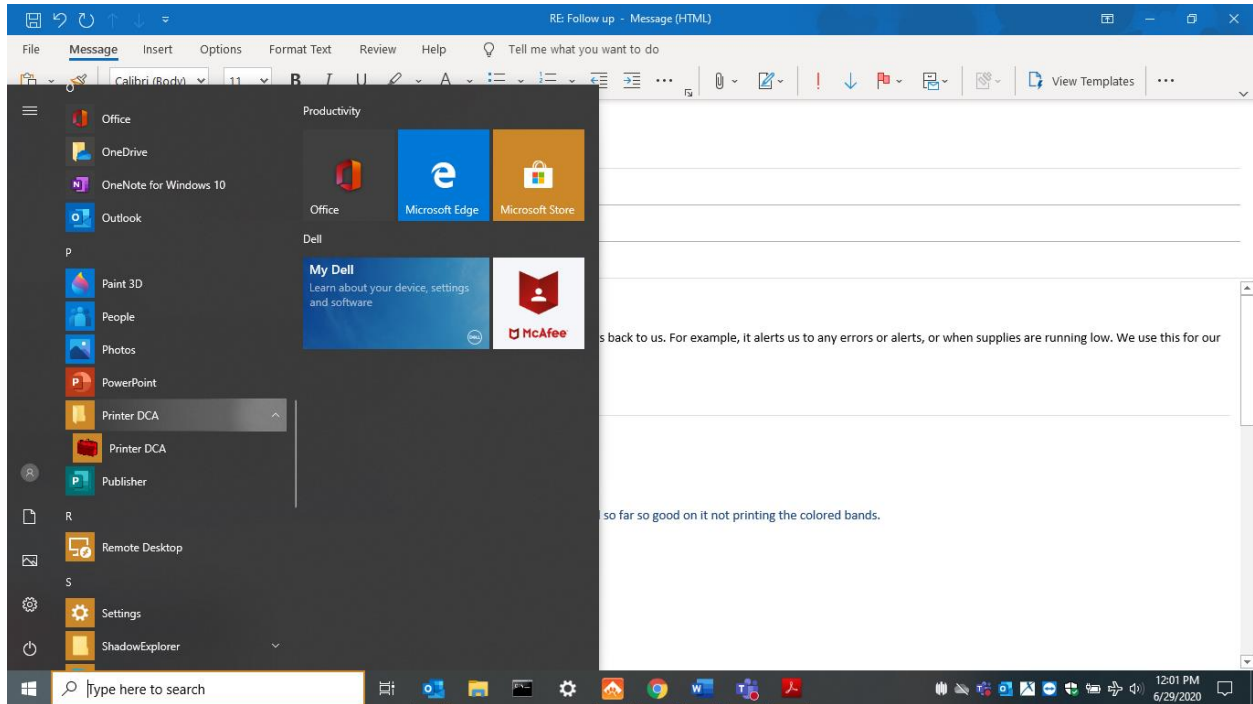 RE: Follow up - Message (HTML)
File Message Insert Options Format Text Review Help Tell me what you want to do
Calibri (Body) 11 B I U A View Templates
Office
OneDrive
OneNote for Windows 10
Outlook
P
Paint 3D
People
Photos
PowerPoint
Printer DCA
Printer DCA
Publisher
R
Remote Desktop
S
Settings
ShadowExplorer
Productivity
Office
Microsoft Edge
Microsoft Store
Dell
My Dell
Learn about your device, settings
and software
DELL
McAfee
s back to us. For example, it alerts us to any errors or alerts, or when supplies are running low. We use this for our
so far so good on it not printing the colored bands.
Type here to search
12:01 PM
6/29/2020